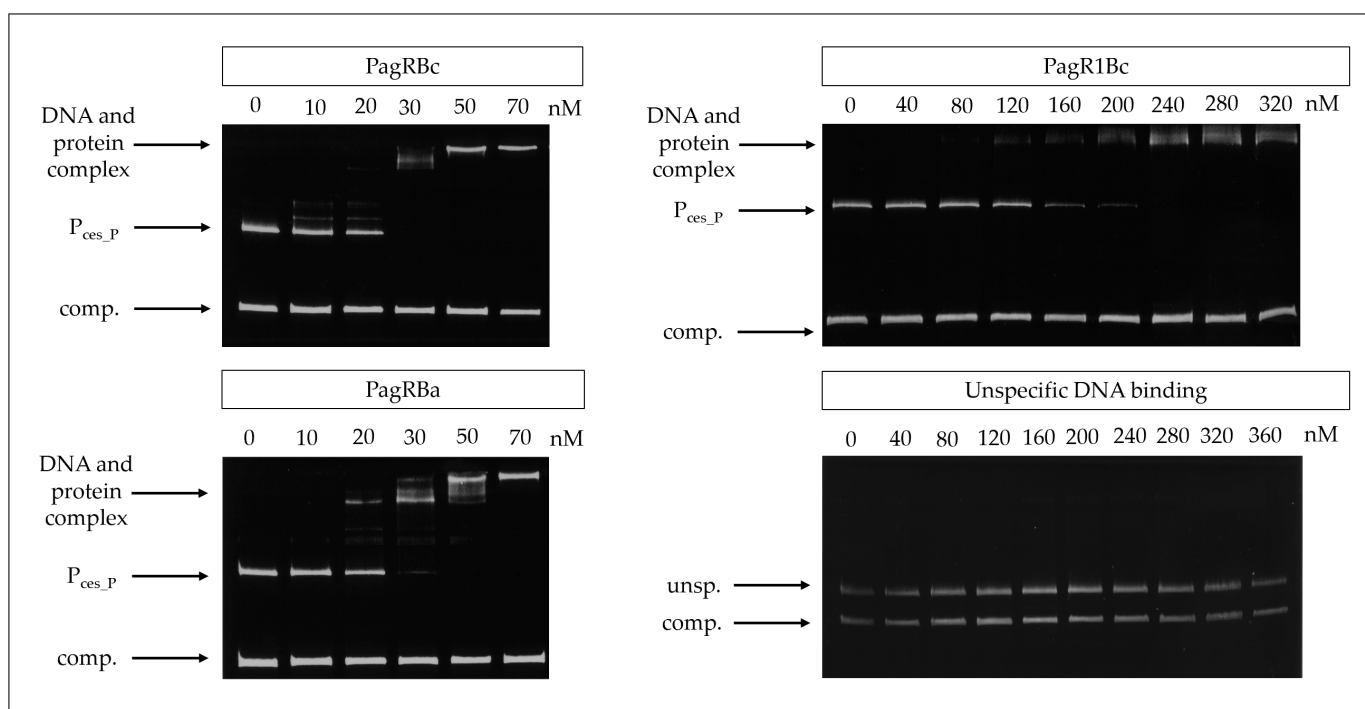 PagRBc
0 10 20 30 50 70 nM
DNA and
protein
complex
P_ces_P
comp.
PagR1Bc
0 40 80 120 160 200 240 280 320 nM
DNA and
protein
complex
P_ces_P
comp.
PagRBa
0 10 20 30 50 70 nM
DNA and
protein
complex
P_ces_P
comp.
Unspecific DNA binding
0 40 80 120 160 200 240 280 320 360 nM
unsp.
comp.